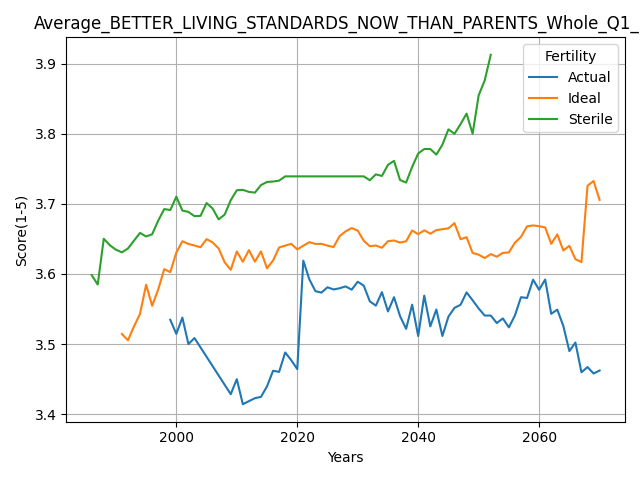 Average_BETTER_LIVING_STANDARDS_NOW_THAN_PARENTS_Whole_Q1_
3.9
3.8
3.7
3.6
3.5
3.4
Score(1-5)
Fertility
Actual
Ideal
Sterile
2000 2020 2040 2060
Years